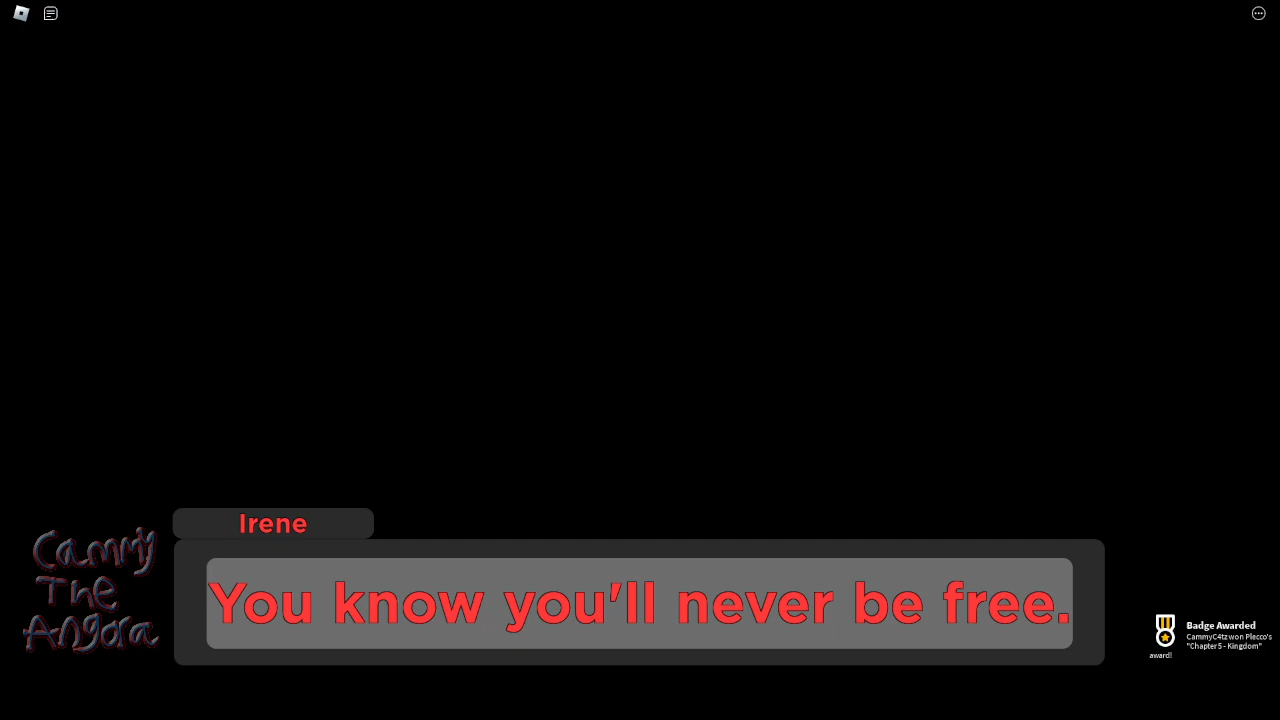 Irene
You know you'll never be free.
Cammy
The
Angora
Badge Awarded
CammyC4tz won Plecco's
"Chapter 5 - Kingdom"
award!